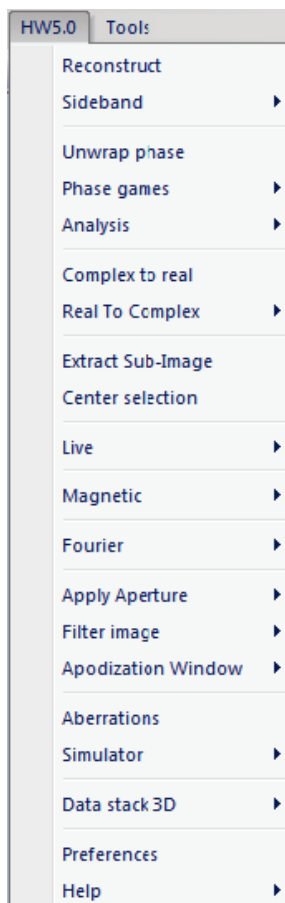 HW5.0 Tools
Reconstruct
Sideband
Unwrap phase
Phase games
Analysis
Complex to real
Real To Complex
Extract Sub-Image
Center selection
Live
Magnetic
Fourier
Apply Aperture
Filter image
Apodization Window
Aberrations
Simulator
Data stack 3D
Preferences
Help